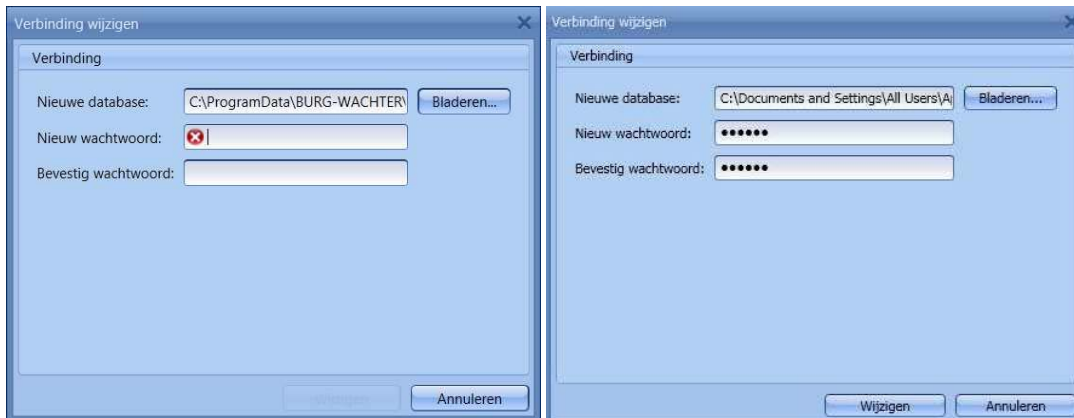 Verbinding wijzigen
Verbinding
Nieuwe database: C:\ProgramData\BURG-WACHTER\ Bladeren...
Nieuw wachtwoord:
Bevestig wachtwoord:
Annuleren
Verbinding wijzigen
Verbinding
Nieuwe database: C:\Documents and Settings\All Users\A Bladeren...
Nieuw wachtwoord: ••••••
Bevestig wachtwoord: ••••••
Wijzigen Annuleren